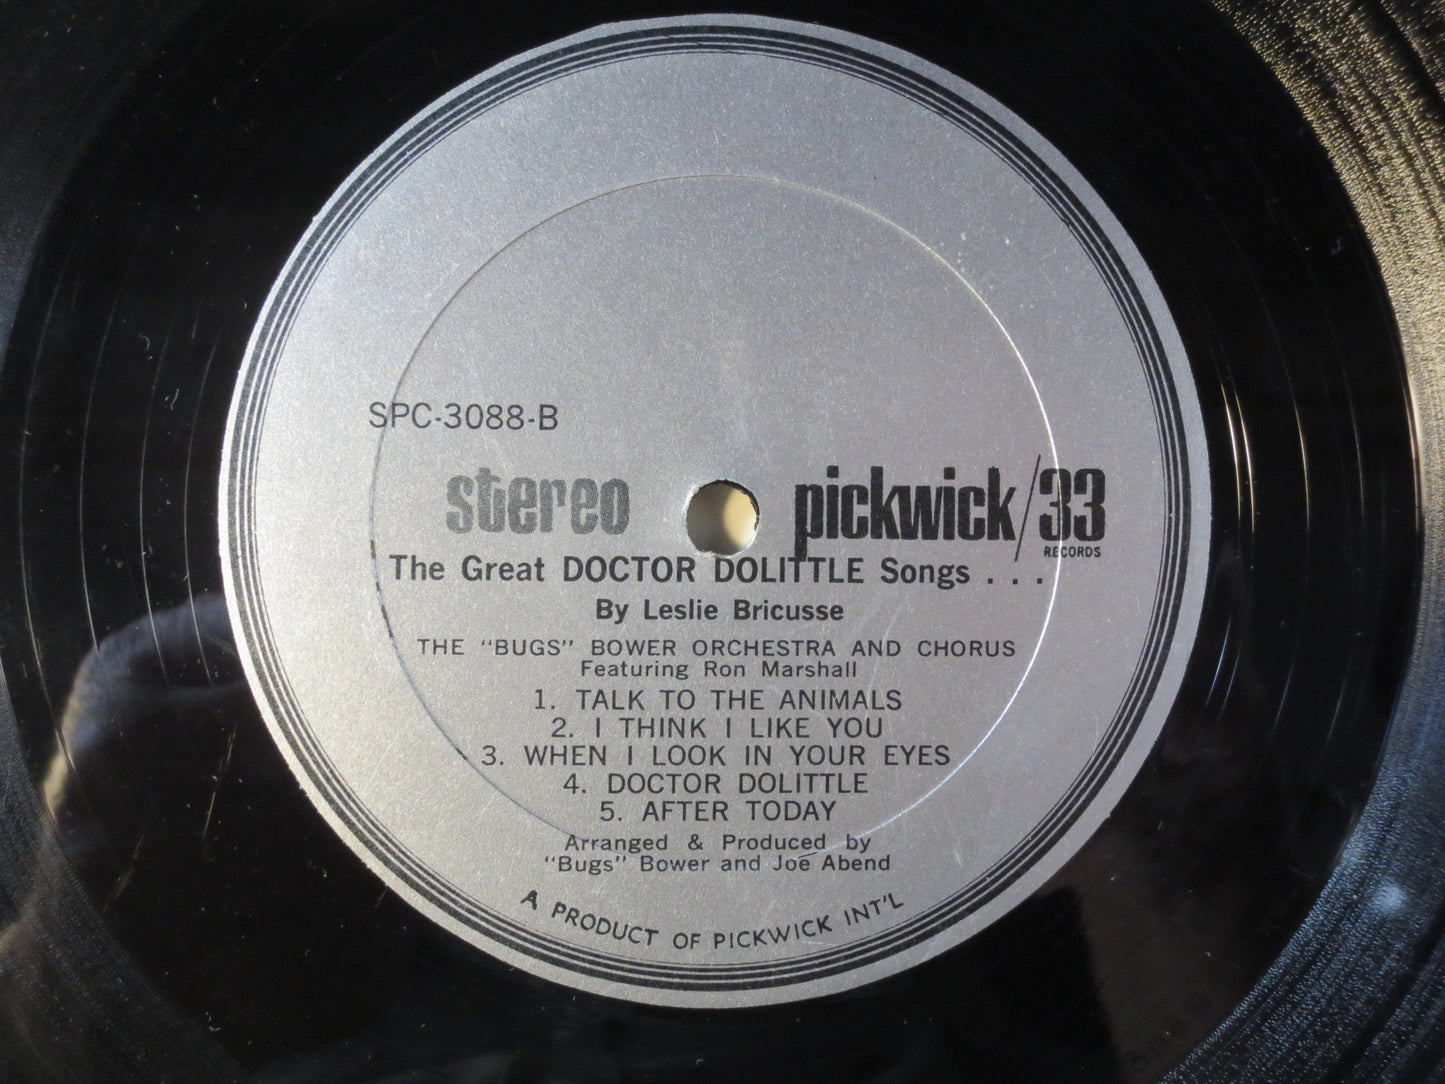 SPC-3088-B
stereo
pickwick/33
RECORDS
The Great DOCTOR DOLITTLE Songs . . .
By Leslie Bricusse
THE "BUGS" BOWER ORCHESTRA AND CHORUS
Featuring Ron Marshall
1. TALK TO THE ANIMALS
2. I THINK I LIKE YOU
3. WHEN I LOOK IN YOUR EYES
4. DOCTOR DOLITTLE
5. AFTER TODAY
Arranged & Produced by
"Bugs" Bower and Joe Abend
A PRODUCT OF PICKWICK INT'L